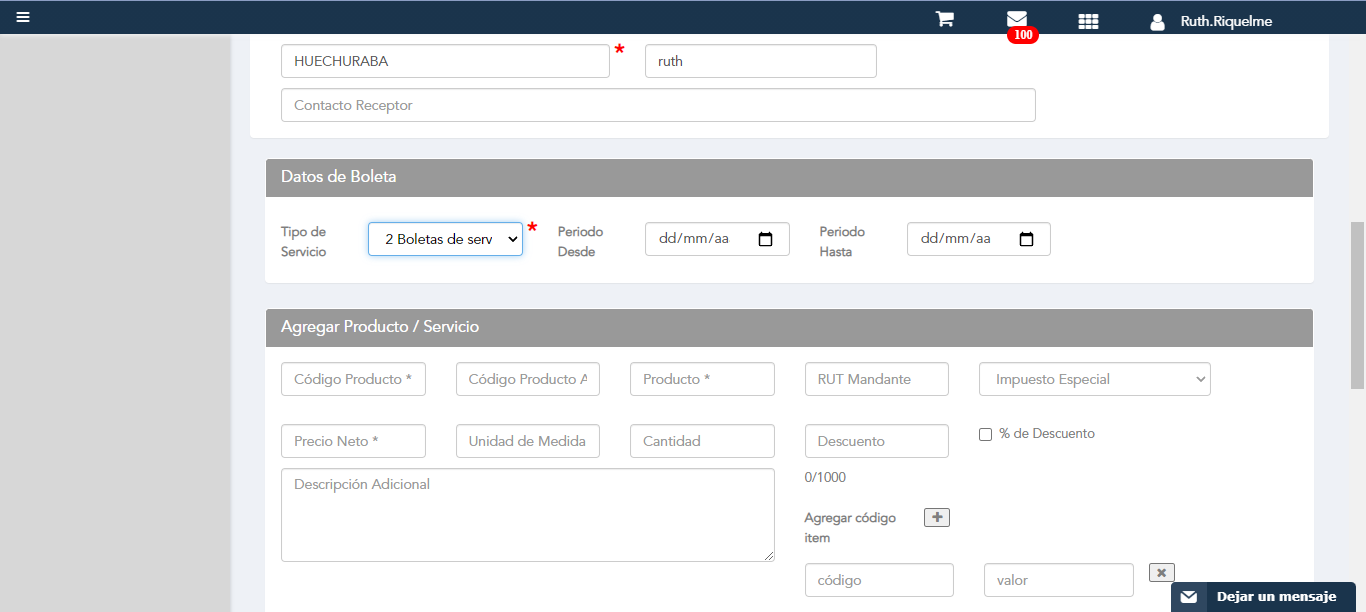 Ruth.Riquelme
100
HUECHURABA * ruth
Contacto Receptor
Datos de Boleta
Tipo de Servicio 2 Boletas de serv * Periodo Desde dd/mm/aa Periodo Hasta dd/mm/aa
Agregar Producto / Servicio
Código Producto * Código Producto A Producto * RUT Mandante Impuesto Especial
Precio Neto * Unidad de Medida Cantidad Descuento % de Descuento
Descripción Adicional 0/1000
Agregar código item
código valor
Dejar un mensaje